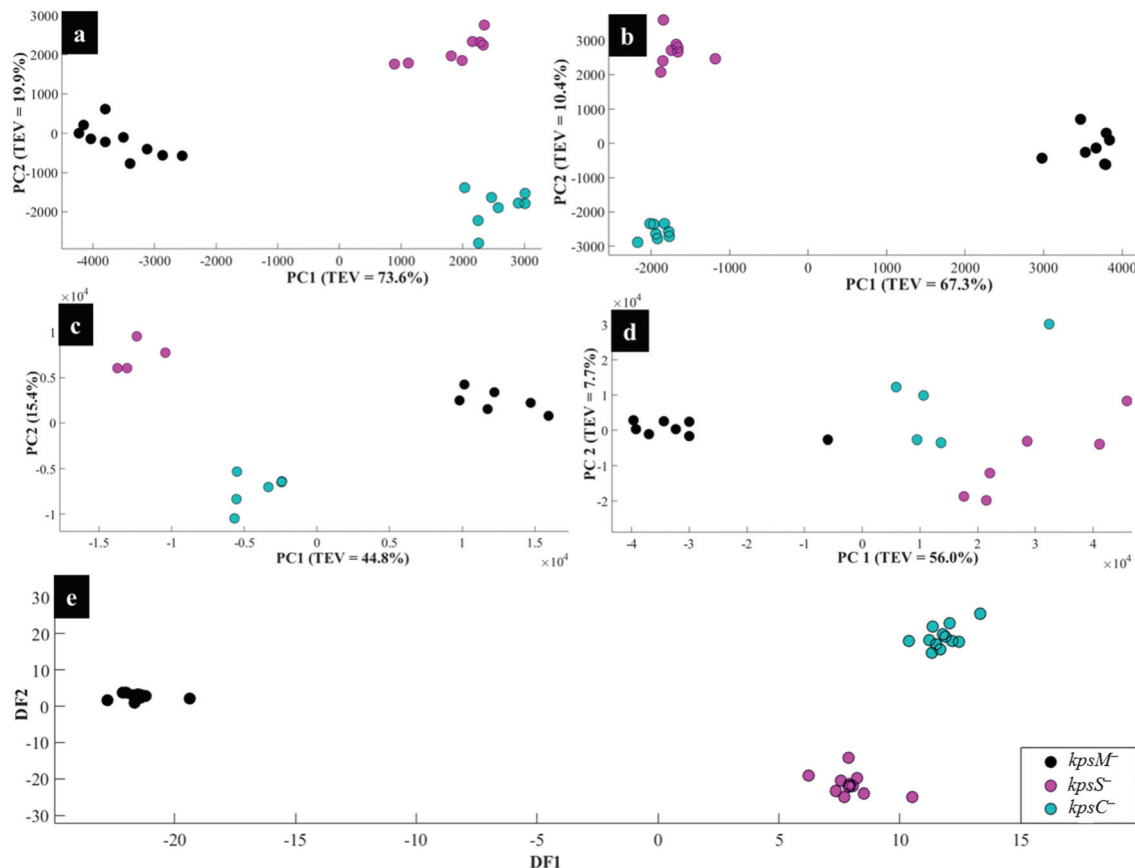 a
3000
2000
1000
0
-1000
-2000
PC2 (TEV = 19.9%)
-4000 -3000 -2000 -1000 0 1000 2000 3000
PC1 (TEV = 73.6%)
b
3000
2000
1000
0
-1000
-2000
-3000
PC2 (TEV = 10.4%)
-2000 -1000 0 1000 2000 3000 4000
PC1 (TEV = 67.3%)
c
×10⁴
1
0.5
0
-0.5
-1
PC2 (15.4%)
-1.5 -1 -0.5 0 0.5 1 1.5
PC1 (TEV = 44.8%)
×10⁴
d
×10⁴
3
2
1
0
-1
-2
PC 2 (TEV = 7.7%)
-4 -3 -2 -1 0 1 2 3 4
PC 1 (TEV = 56.0%)
×10⁴
e
30
20
10
0
-10
-20
-30
DF2
-20 -15 -10 -5 0 5 10 15
DF1
kpsM⁻
kpsS⁻
kpsC⁻